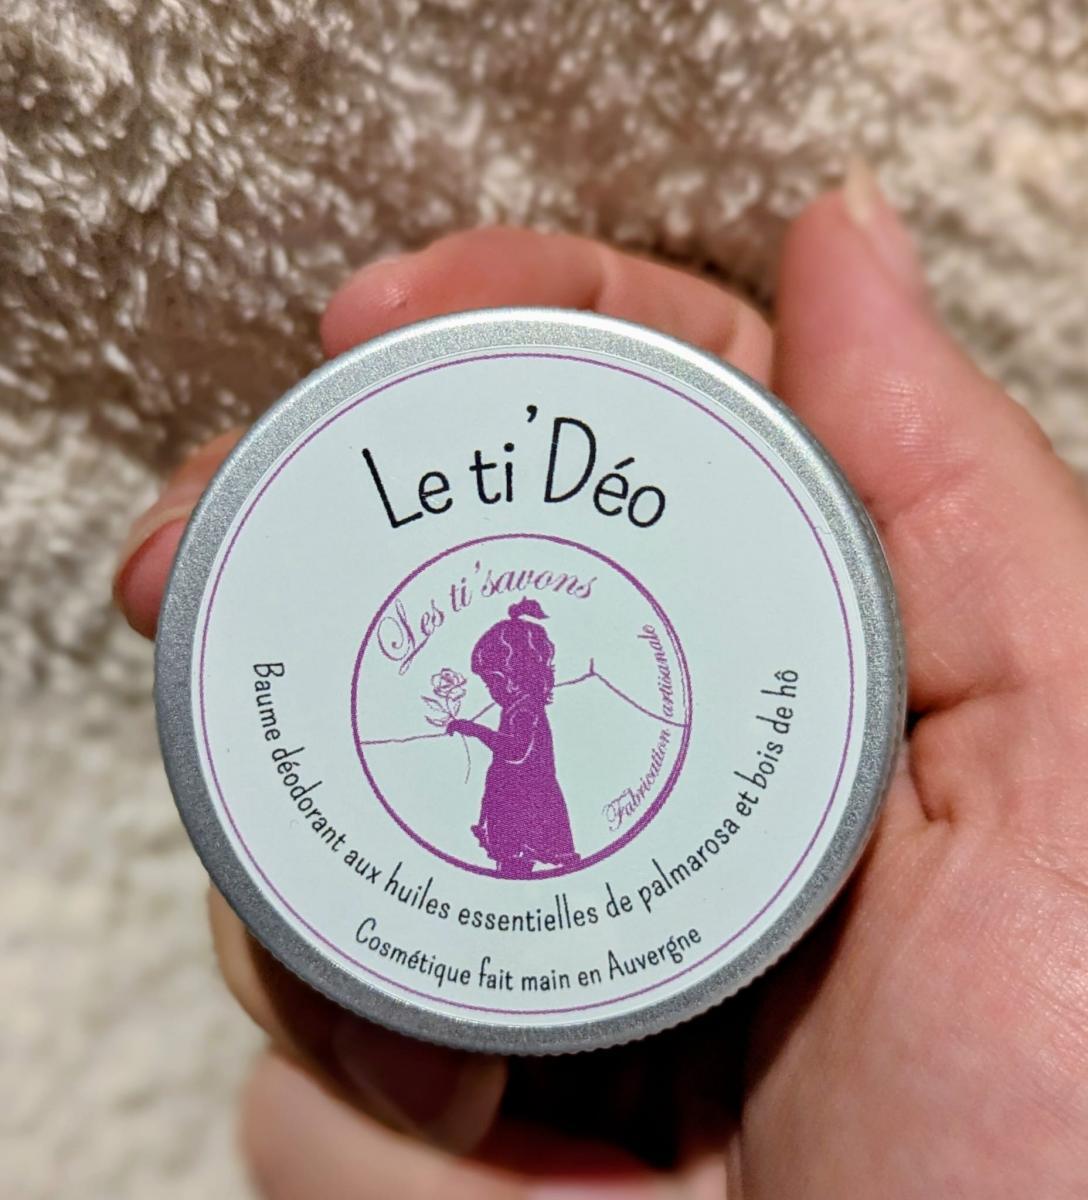 Le ti'Déo
Les ti'savons
Fabrication artisanale
Baume déodorant aux huiles essentielles de palmarosa et bois de hô
Cosmétique fait main en Auvergne